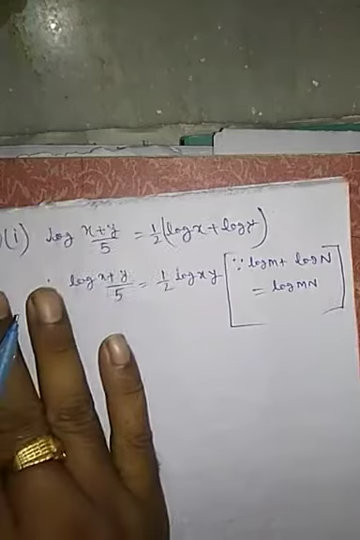 (i) log x+y/5 = 1/2 (log x + log y)
∴ log x+y/5 = 1/2 log xy [∵ log M + log N
= log MN]